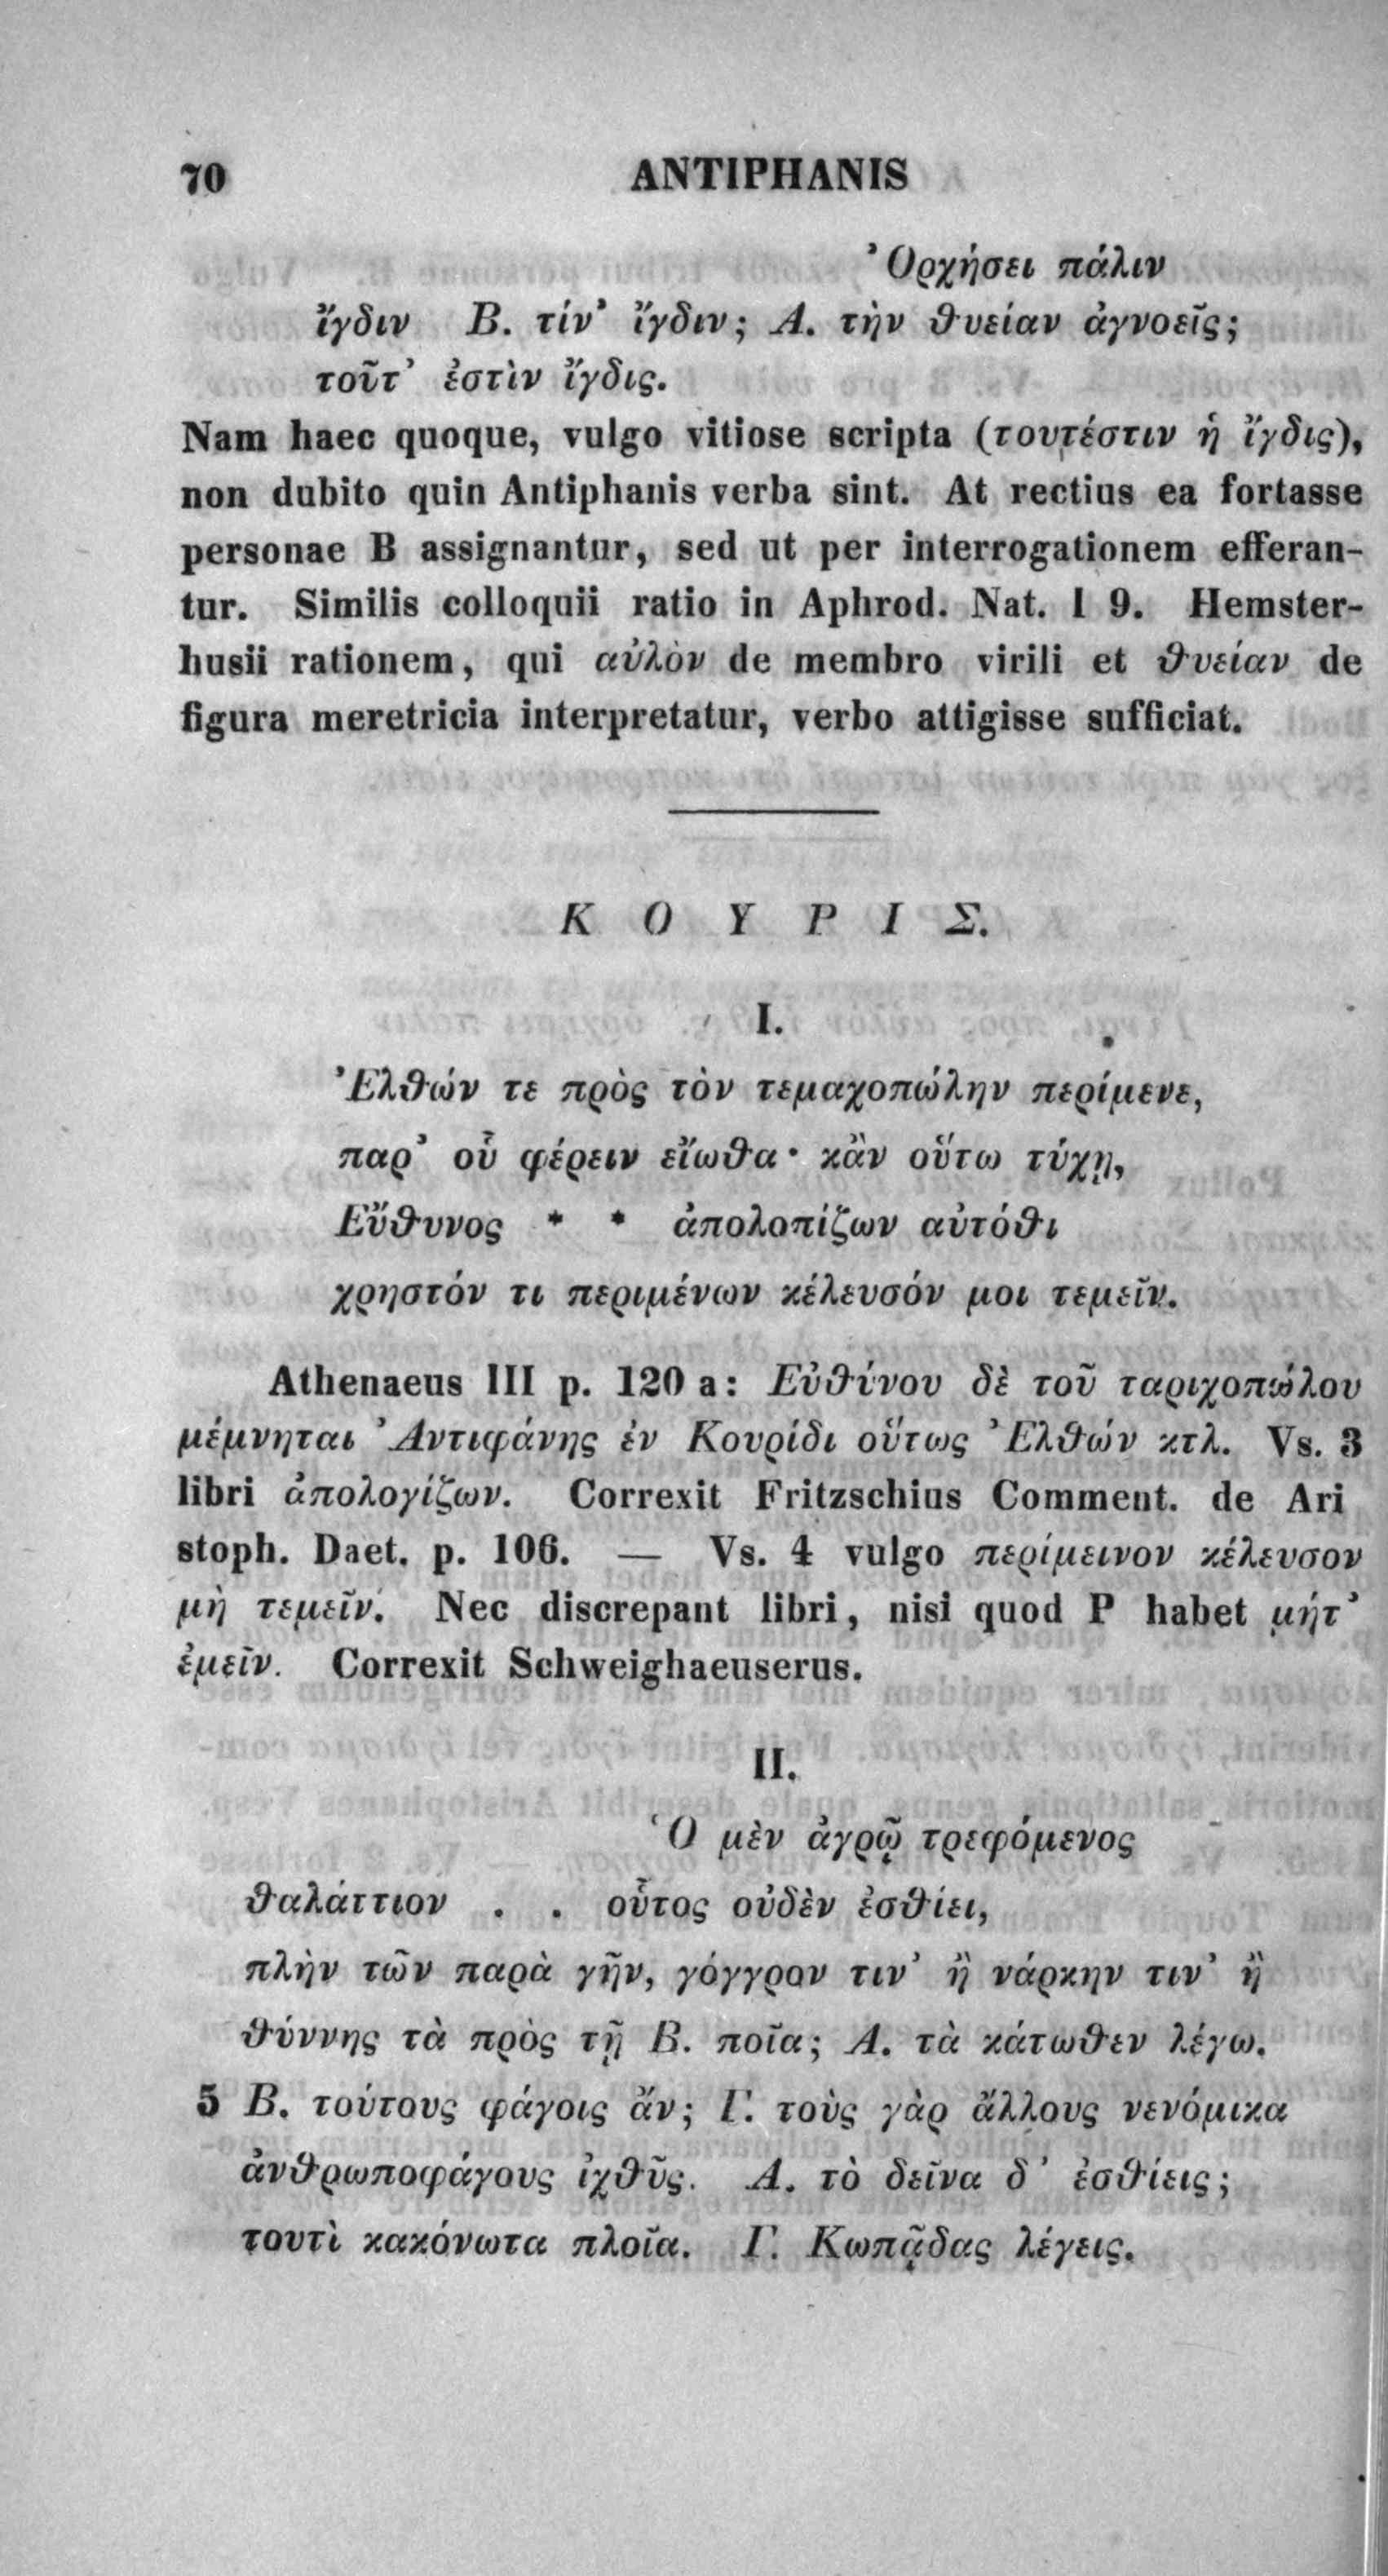 70 ANTIPHANIS
Ὀρχήσει πάλιν
ἴγδιν Β. τίν᾽ ἴγδιν; Α. τὴν θυείαν ἀγνοεῖς;
τοῦτ᾽ ἐστὶν ἴγδις.
Nam haec quoque, vulgo vitiose scripta (τουτέστιν ἡ ἴγδις),
non dubito quin Antiphanis verba sint. At rectius ea fortasse
personae B assignantur, sed ut per interrogationem efferan-
tur. Similis colloquii ratio in Aphrod. Nat. I 9. Hemster-
husii rationem, qui αὐλὸν de membro virili et θυείαν de
figura meretricia interpretatur, verbo attigisse sufficiat.
ΚΟΥΡΙΣ.
I.
Ἐλθών τε πρὸς τὸν τεμαχοπώλην περίμενε,
παρ᾽ οὗ φέρειν εἴωθα· κἂν οὕτω τύχῃ,
Εὔθυνος * * ἀπολοπίζων αὐτόθι
χρηστόν τι περιμένων κέλευσόν μοι τεμεῖν.
Athenaeus III p. 120 a: Εὐθίνου δὲ τοῦ ταριχοπώλου
μέμνηται Ἀντιφάνης ἐν Κουρίδι οὕτως Ἐλθών κτλ. Vs. 3
libri ἀπολογίζων. Correxit Fritzschius Comment. de Ari
stoph. Daet. p. 106. — Vs. 4 vulgo περίμεινον κέλευσον
μὴ τεμεῖν. Nec discrepant libri, nisi quod P habet μήτ᾽
ἐμεῖν. Correxit Schweighaeuserus.
II.
Ὁ μὲν ἀγρῷ τρεφόμενος
θαλάττιον . . οὗτος οὐδὲν ἐσθίει,
πλὴν τῶν παρὰ γῆν, γόγγρον τιν᾽ ἢ νάρκην τιν᾽ ἢ
θύννης τὰ πρὸς τῇ Β. ποῖα; Α. τὰ κάτωθεν λέγω.
5 Β. τούτους φάγοις ἄν; Γ. τοὺς γὰρ ἄλλους νενόμικα
ἀνθρωποφάγους ἰχθῦς. Α. τὸ δεῖνα δ᾽ ἐσθίεις;
τουτὶ κακόνωτα πλοῖα. Γ. Κωπᾷδας λέγεις.